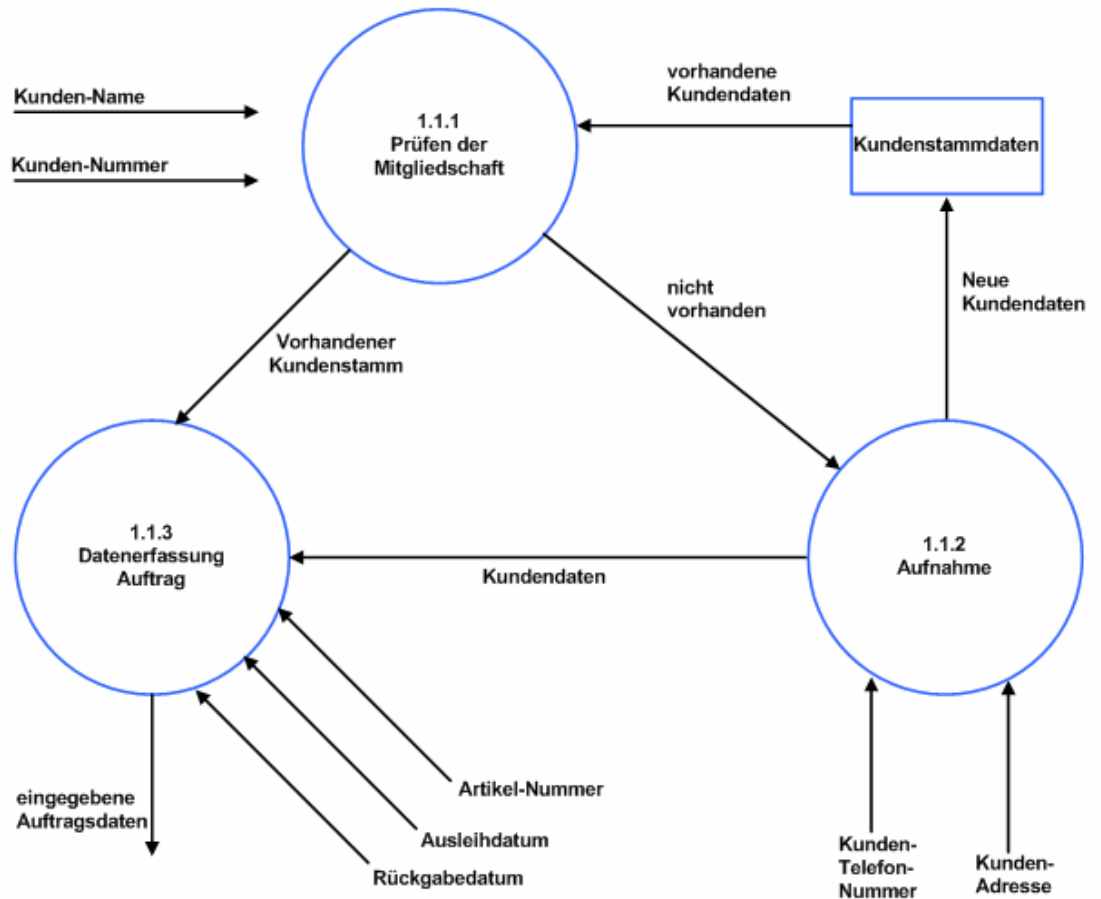 Kunden-Name
Kunden-Nummer
1.1.1
Prüfen der
Mitgliedschaft
vorhandene
Kundendaten
Kundenstammdaten
nicht
vorhanden
Neue
Kundendaten
Vorhandener
Kundenstamm
1.1.3
Datenerfassung
Auftrag
Kundendaten
1.1.2
Aufnahme
eingegebene
Auftragsdaten
Artikel-Nummer
Ausleihdatum
Rückgabedatum
Kunden-
Telefon-
Nummer
Kunden-
Adresse